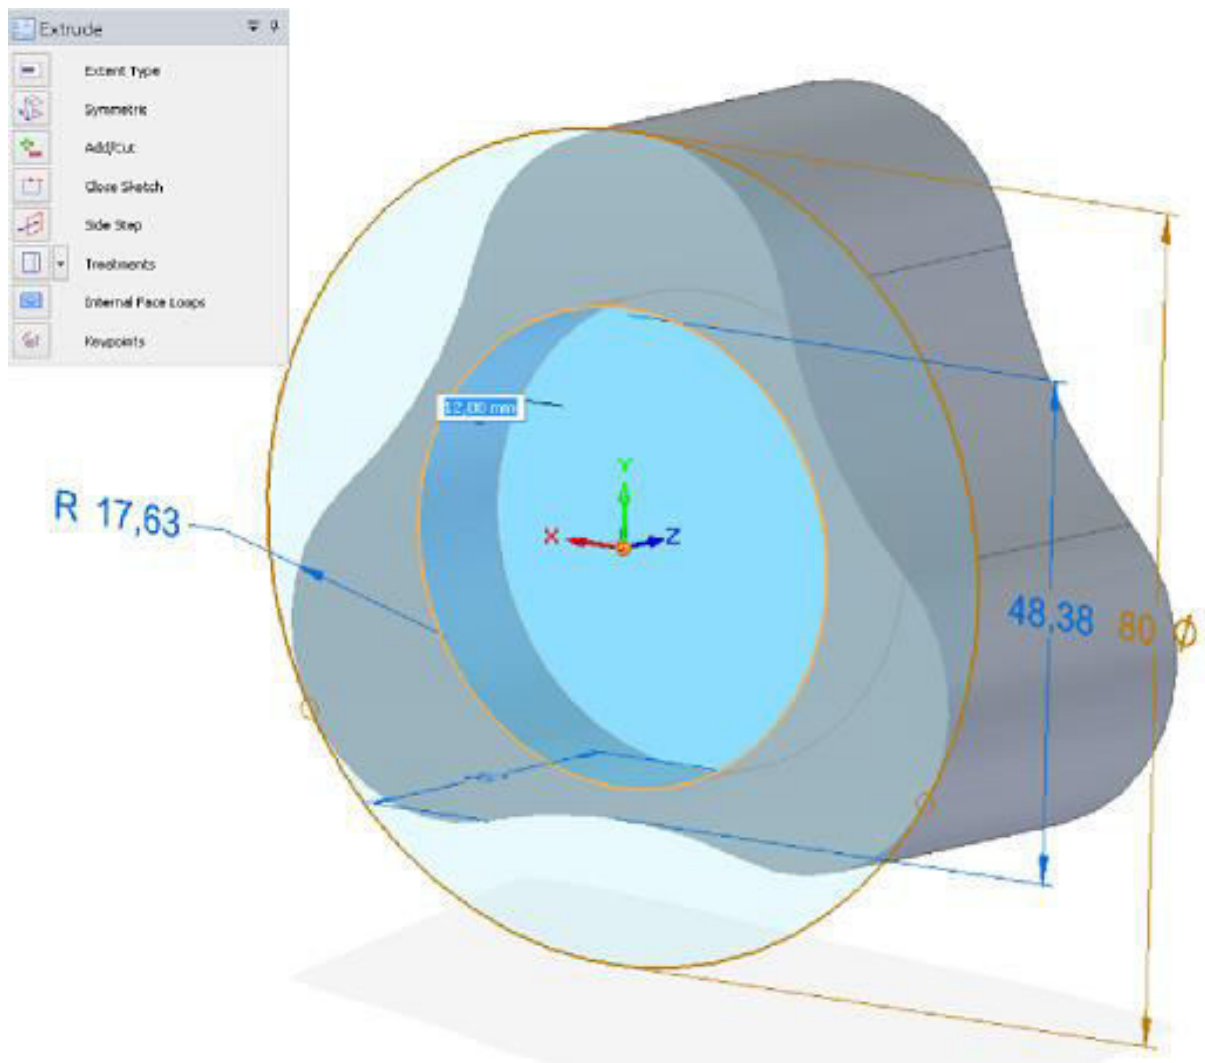 Extrude
Extent Type
Symmetric
Add/Cut
Close Sketch
Side Step
Treatments
Internal Face Loops
Keypoints
12,00 mm
Y
X
Z
R 17,63
48,38
80 Ø